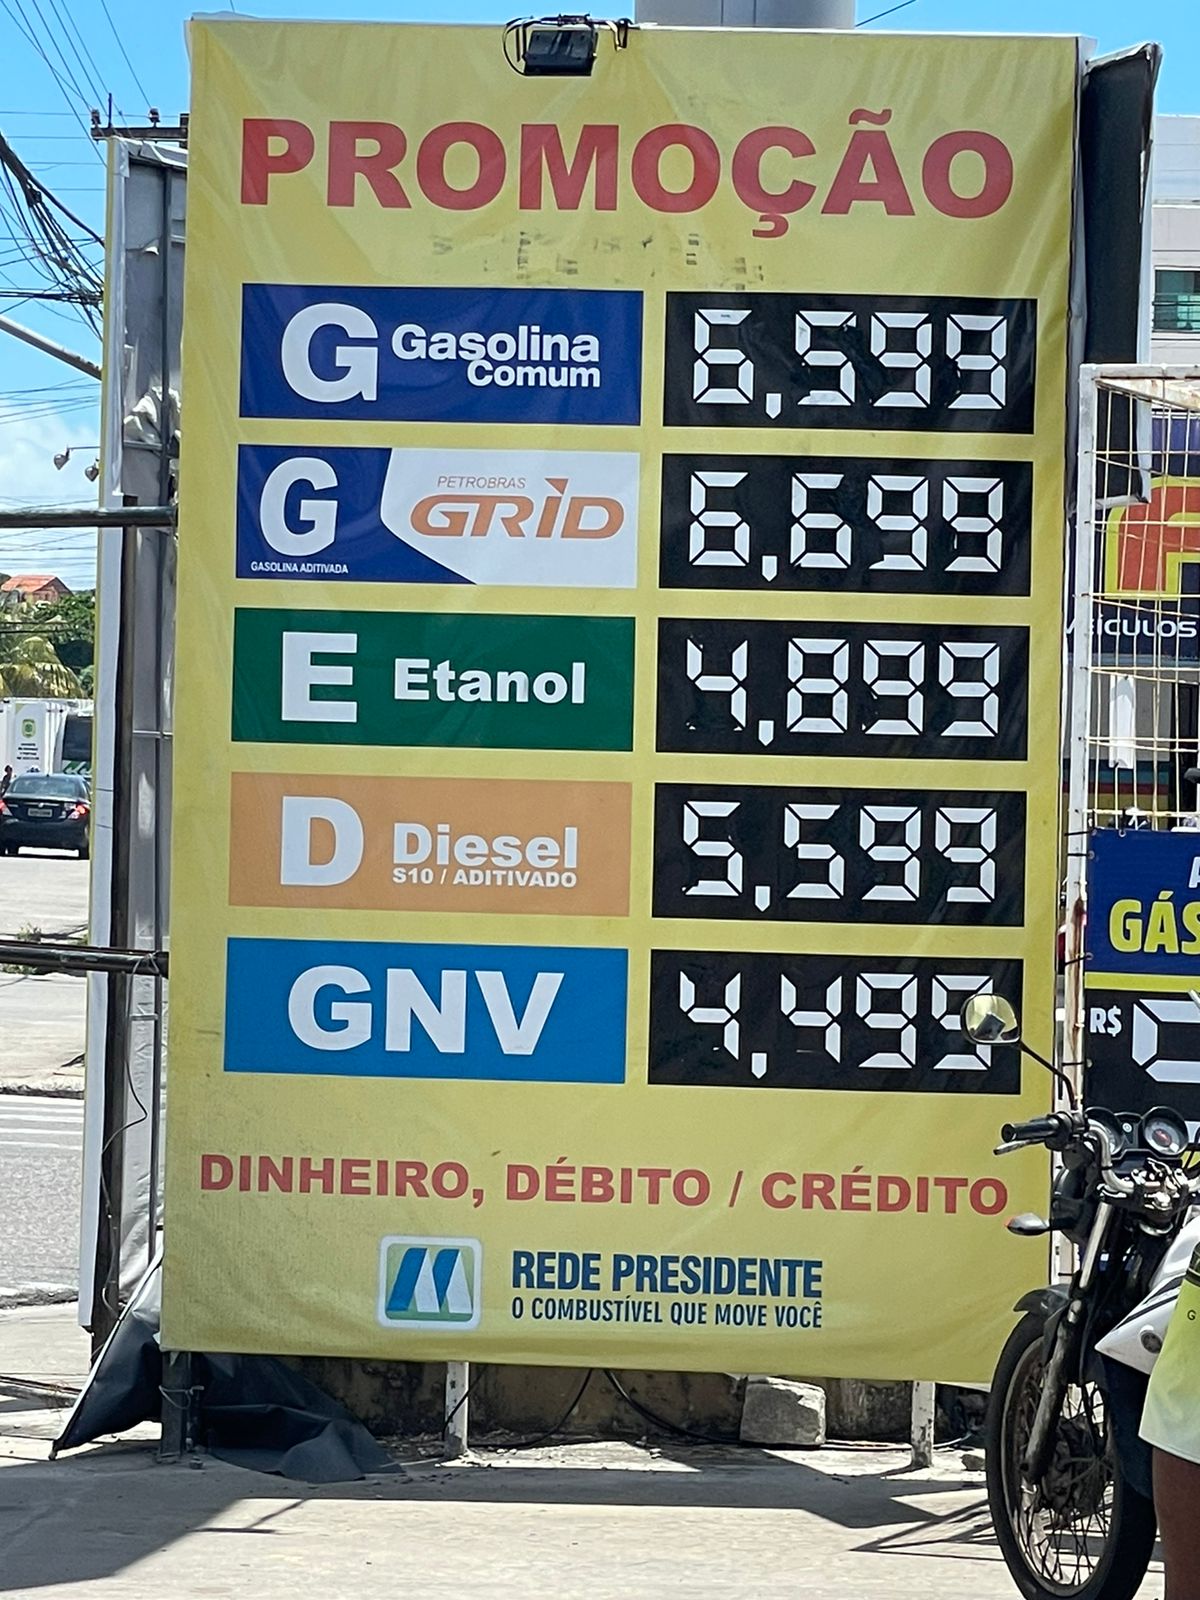 PROMOÇÃO
G Gasolina
Comum
6,599
G
GASOLINA ADITIVADA
PETROBRAS
GRID
6,699
E Etanol
4,899
D Diesel
S10 / ADITIVADO
5,599
GNV
4,499
DINHEIRO, DÉBITO / CRÉDITO
REDE PRESIDENTE
O COMBUSTÍVEL QUE MOVE VOCÊ
VEÍCULOS
GÁS
R$